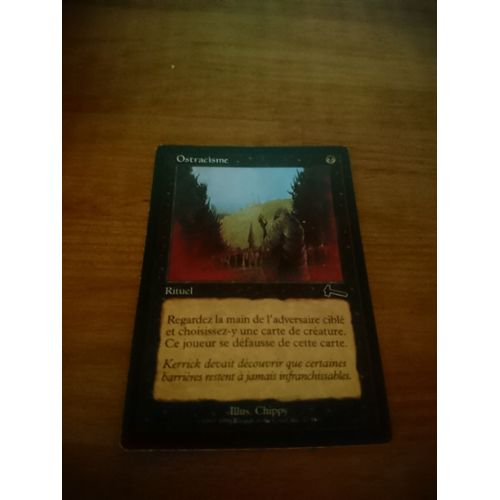 Ostracisme
Rituel
Regardez la main de l'adversaire ciblé
et choisissez-y une carte de créature.
Ce joueur se défausse de cette carte.
Kerrick devait découvrir que certaines
barrières restent à jamais infranchissables.
Illus. Chippy